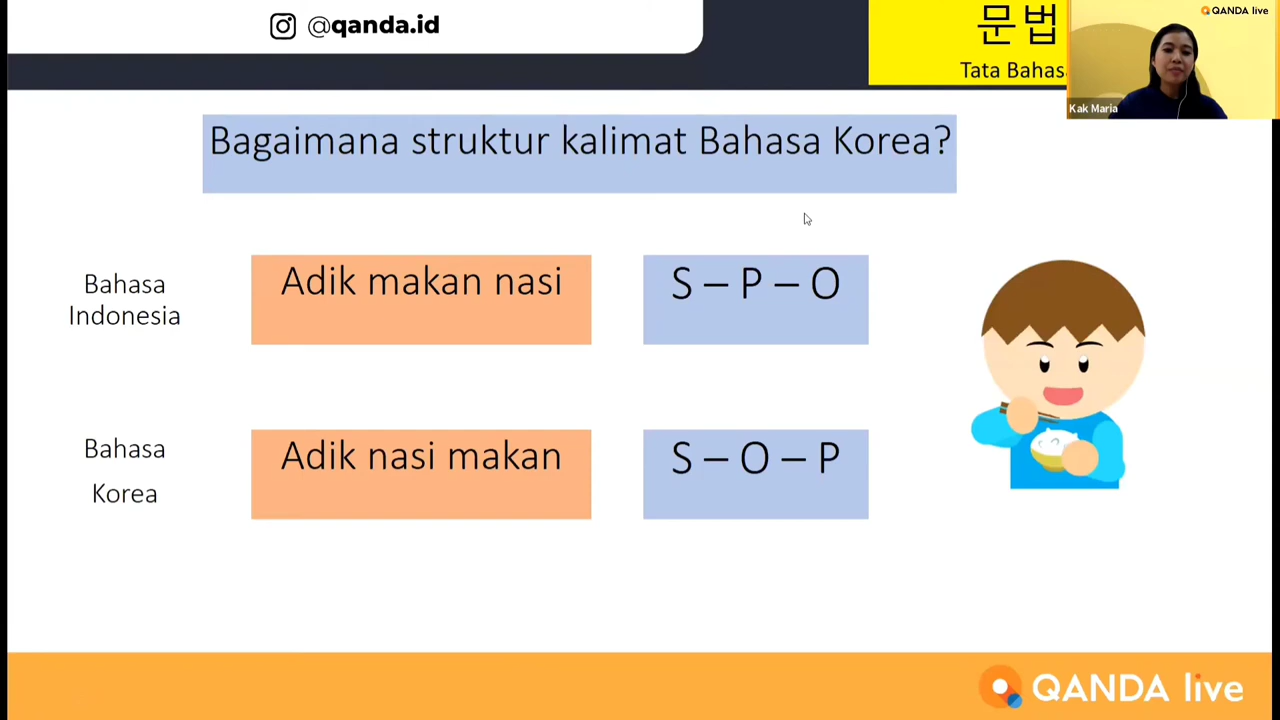 @qanda.id
문법
Tata Bahas
QANDA live
Kak Maria
Bagaimana struktur kalimat Bahasa Korea?
Bahasa
Indonesia
Adik makan nasi
S – P – O
Bahasa
Korea
Adik nasi makan
S – O – P
QANDA live